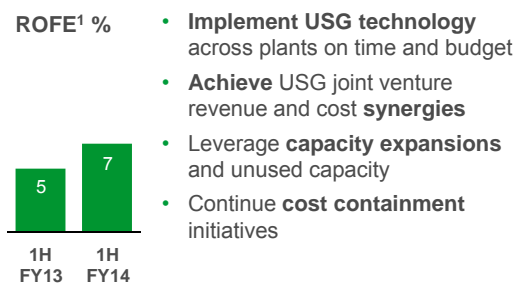 ROFE¹ %
5
7
1H
FY13
1H
FY14
• Implement USG technology
across plants on time and budget
• Achieve USG joint venture
revenue and cost synergies
• Leverage capacity expansions
and unused capacity
• Continue cost containment
initiatives